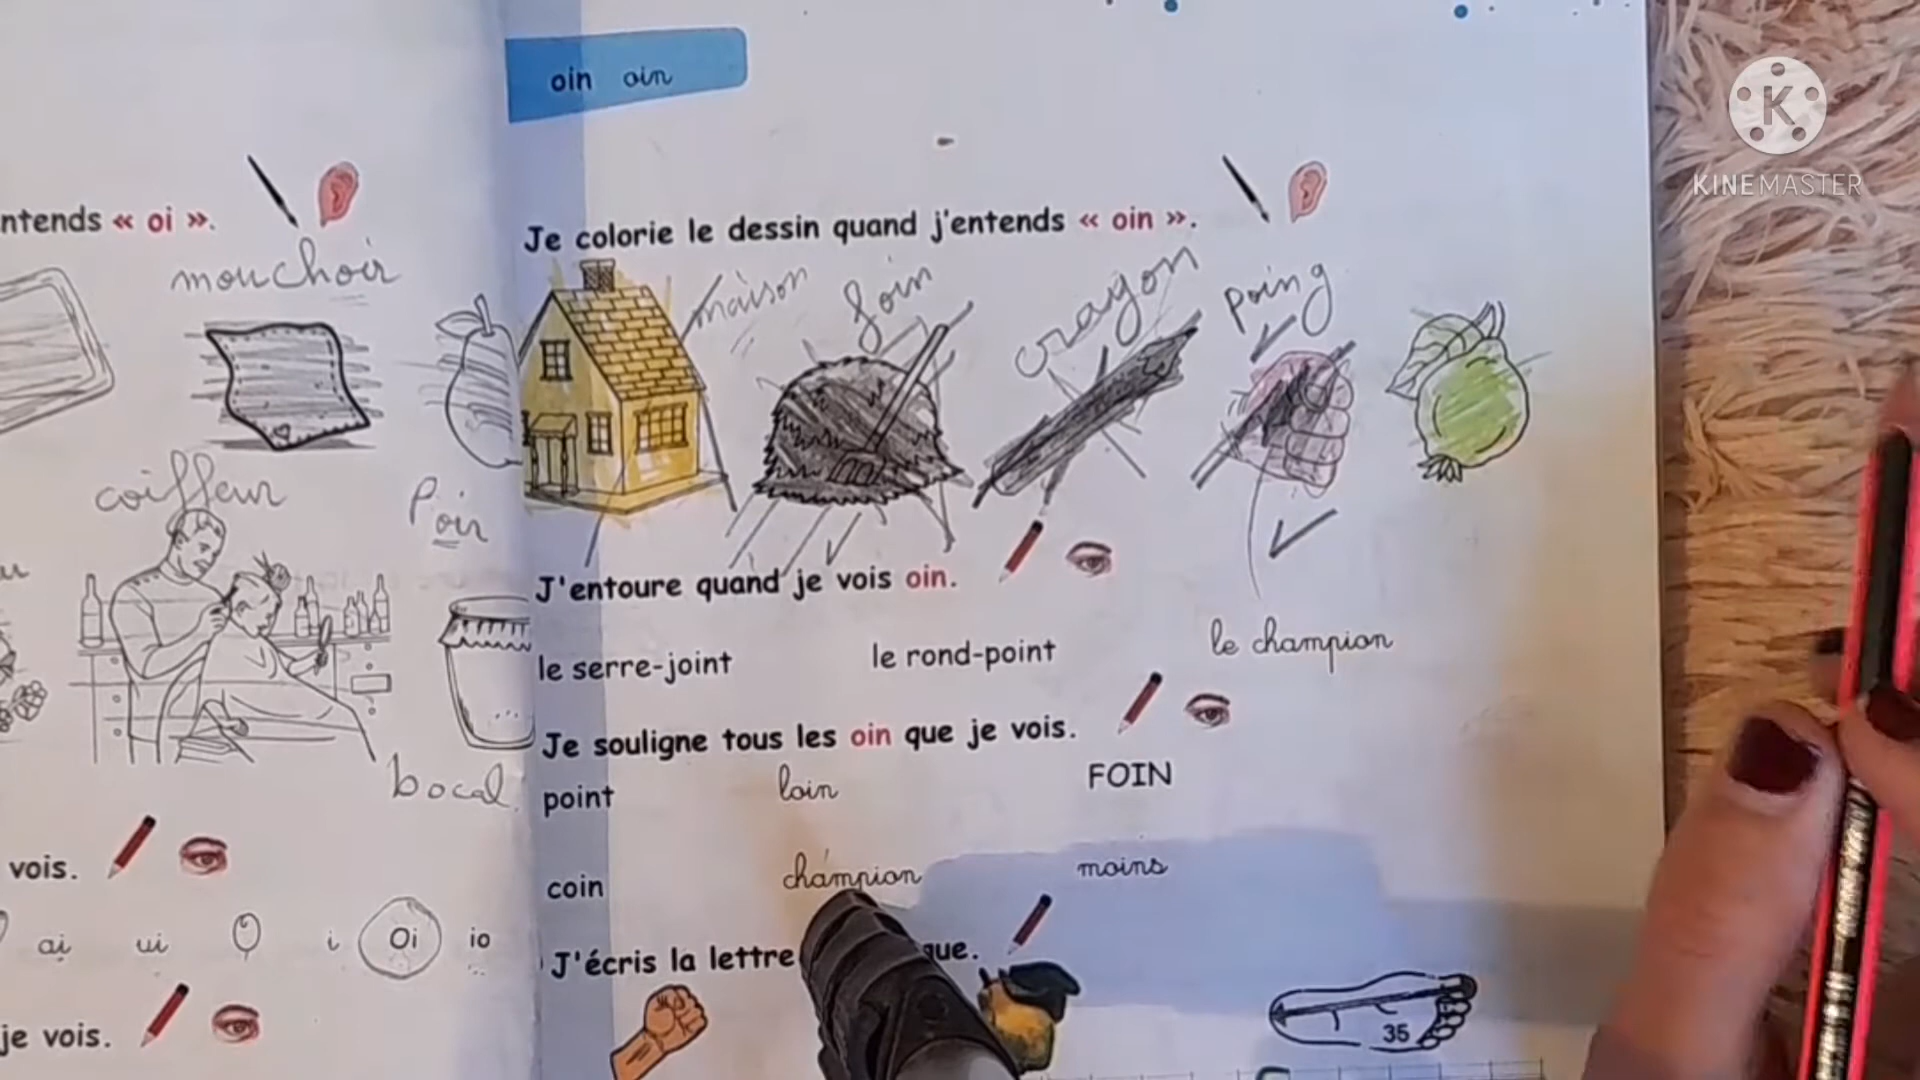 ntends « oi ».
mouchoir
coiffeur
Poir
bocal
vois.
ai ui i Oi io
je vois.
oin oin
Je colorie le dessin quand j'entends « oin ».
maison foin crayon poing
J'entoure quand je vois oin.
le serre-joint le rond-point le champion
Je souligne tous les oin que je vois.
point loin FOIN
coin champion moins
J'écris la lettre que.
35
K
KINEMASTER